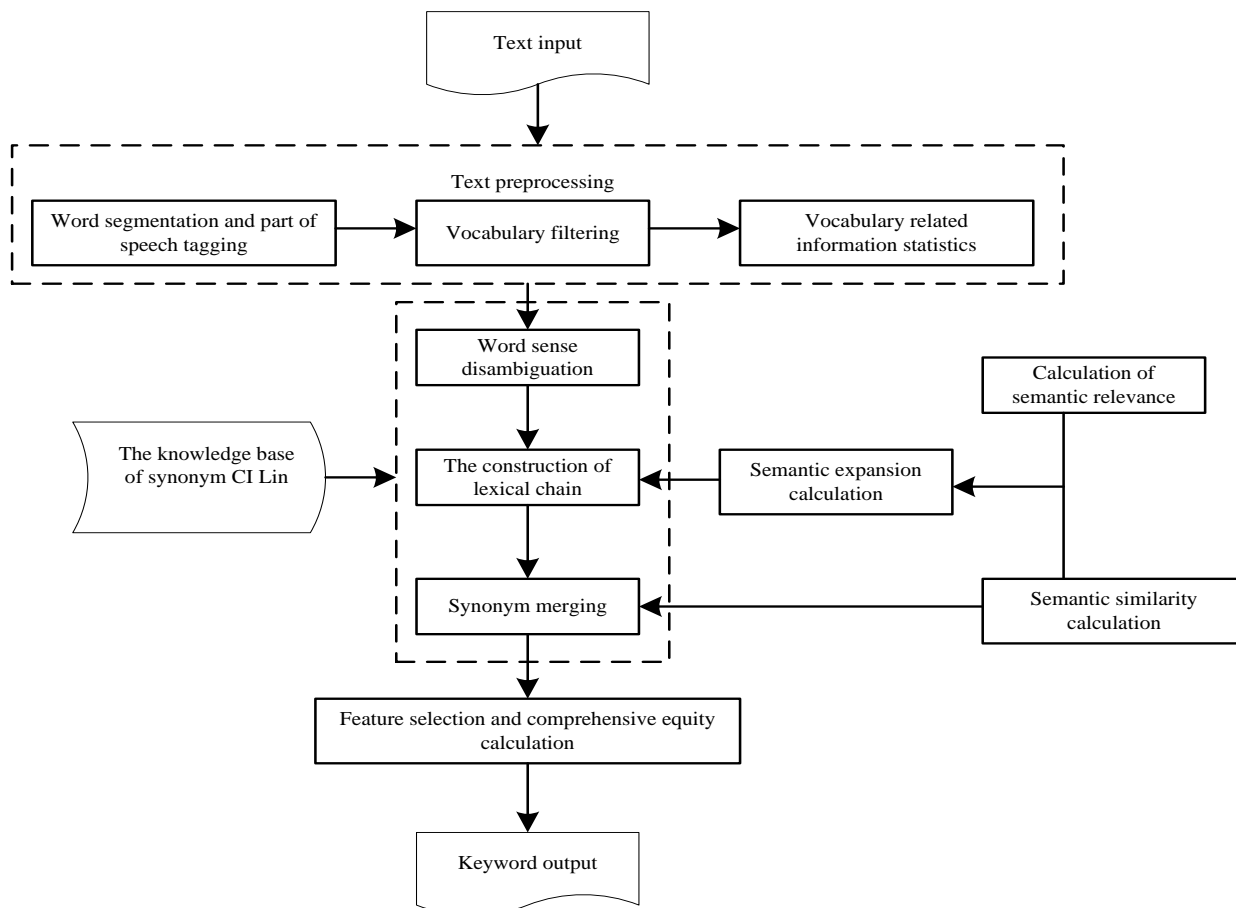 Text input
Text preprocessing
Word segmentation and part of
speech tagging
Vocabulary filtering
Vocabulary related
information statistics
Word sense
disambiguation
Calculation of
semantic relevance
The knowledge base
of synonym CI Lin
The construction of
lexical chain
Semantic expansion
calculation
Synonym merging
Semantic similarity
calculation
Feature selection and comprehensive equity
calculation
Keyword output